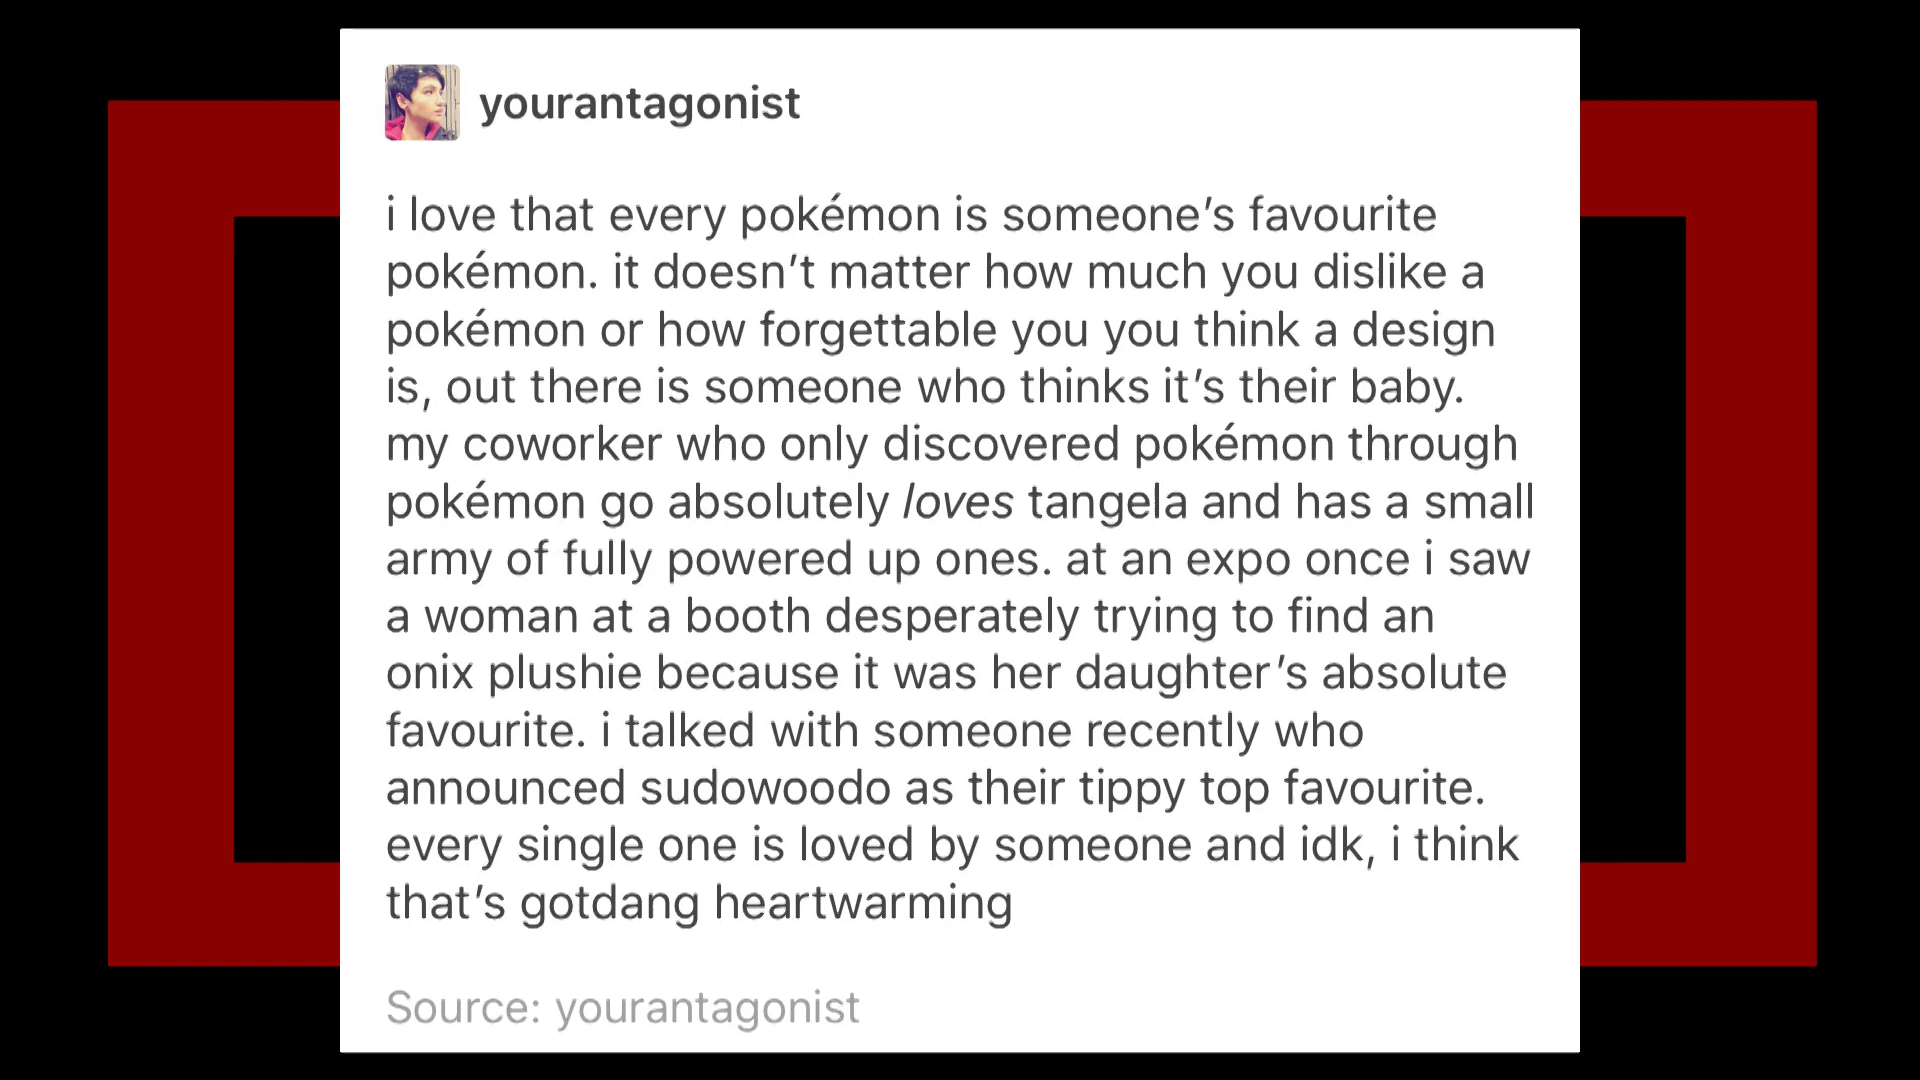 yourantagonist
i love that every pokémon is someone’s favourite
pokémon. it doesn’t matter how much you dislike a
pokémon or how forgettable you you think a design
is, out there is someone who thinks it’s their baby.
my coworker who only discovered pokémon through
pokémon go absolutely loves tangela and has a small
army of fully powered up ones. at an expo once i saw
a woman at a booth desperately trying to find an
onix plushie because it was her daughter’s absolute
favourite. i talked with someone recently who
announced sudowoodo as their tippy top favourite.
every single one is loved by someone and idk, i think
that’s gotdang heartwarming
Source: yourantagonist